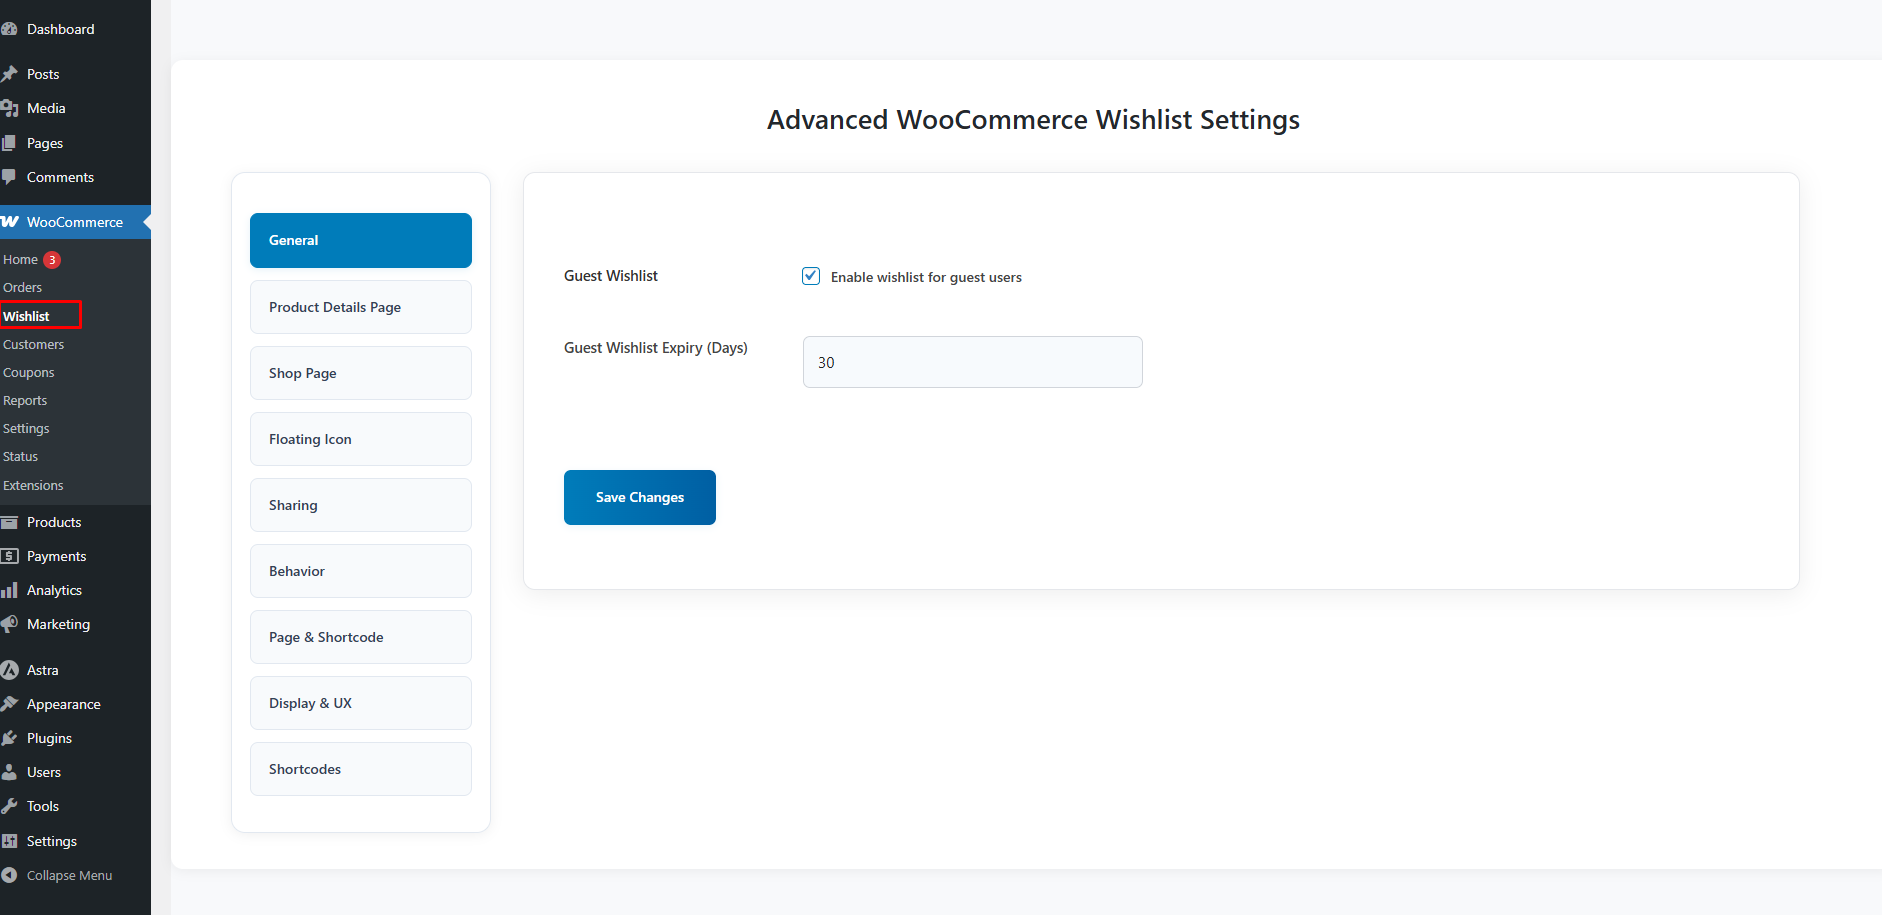 Dashboard
Posts
Media
Pages
Comments
WooCommerce
Home 3
Orders
Wishlist
Customers
Coupons
Reports
Settings
Status
Extensions
Products
Payments
Analytics
Marketing
Astra
Appearance
Plugins
Users
Tools
Settings
Collapse Menu
Advanced WooCommerce Wishlist Settings
General
Product Details Page
Shop Page
Floating Icon
Sharing
Behavior
Page & Shortcode
Display & UX
Shortcodes
Guest Wishlist
Enable wishlist for guest users
Guest Wishlist Expiry (Days)
30
Save Changes